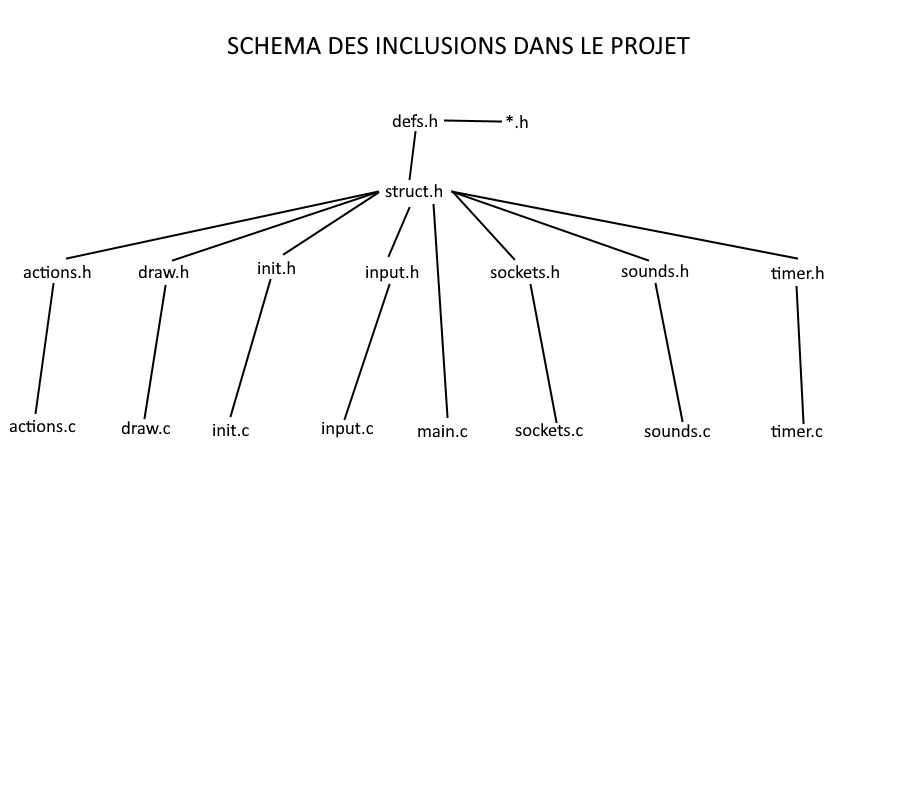 SCHEMA DES INCLUSIONS DANS LE PROJET
defs.h *.h
struct.h
actions.h draw.h init.h input.h sockets.h sounds.h timer.h
actions.c draw.c init.c input.c main.c sockets.c sounds.c timer.c